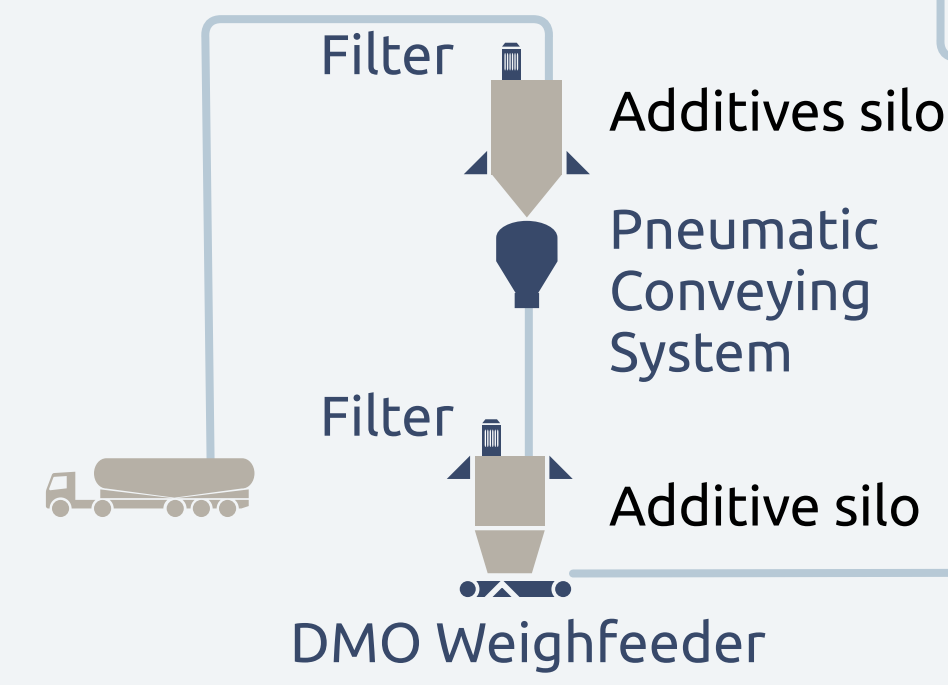 Filter
Additives silo
Pneumatic
Conveying
System
Filter
Additive silo
DMO Weighfeeder